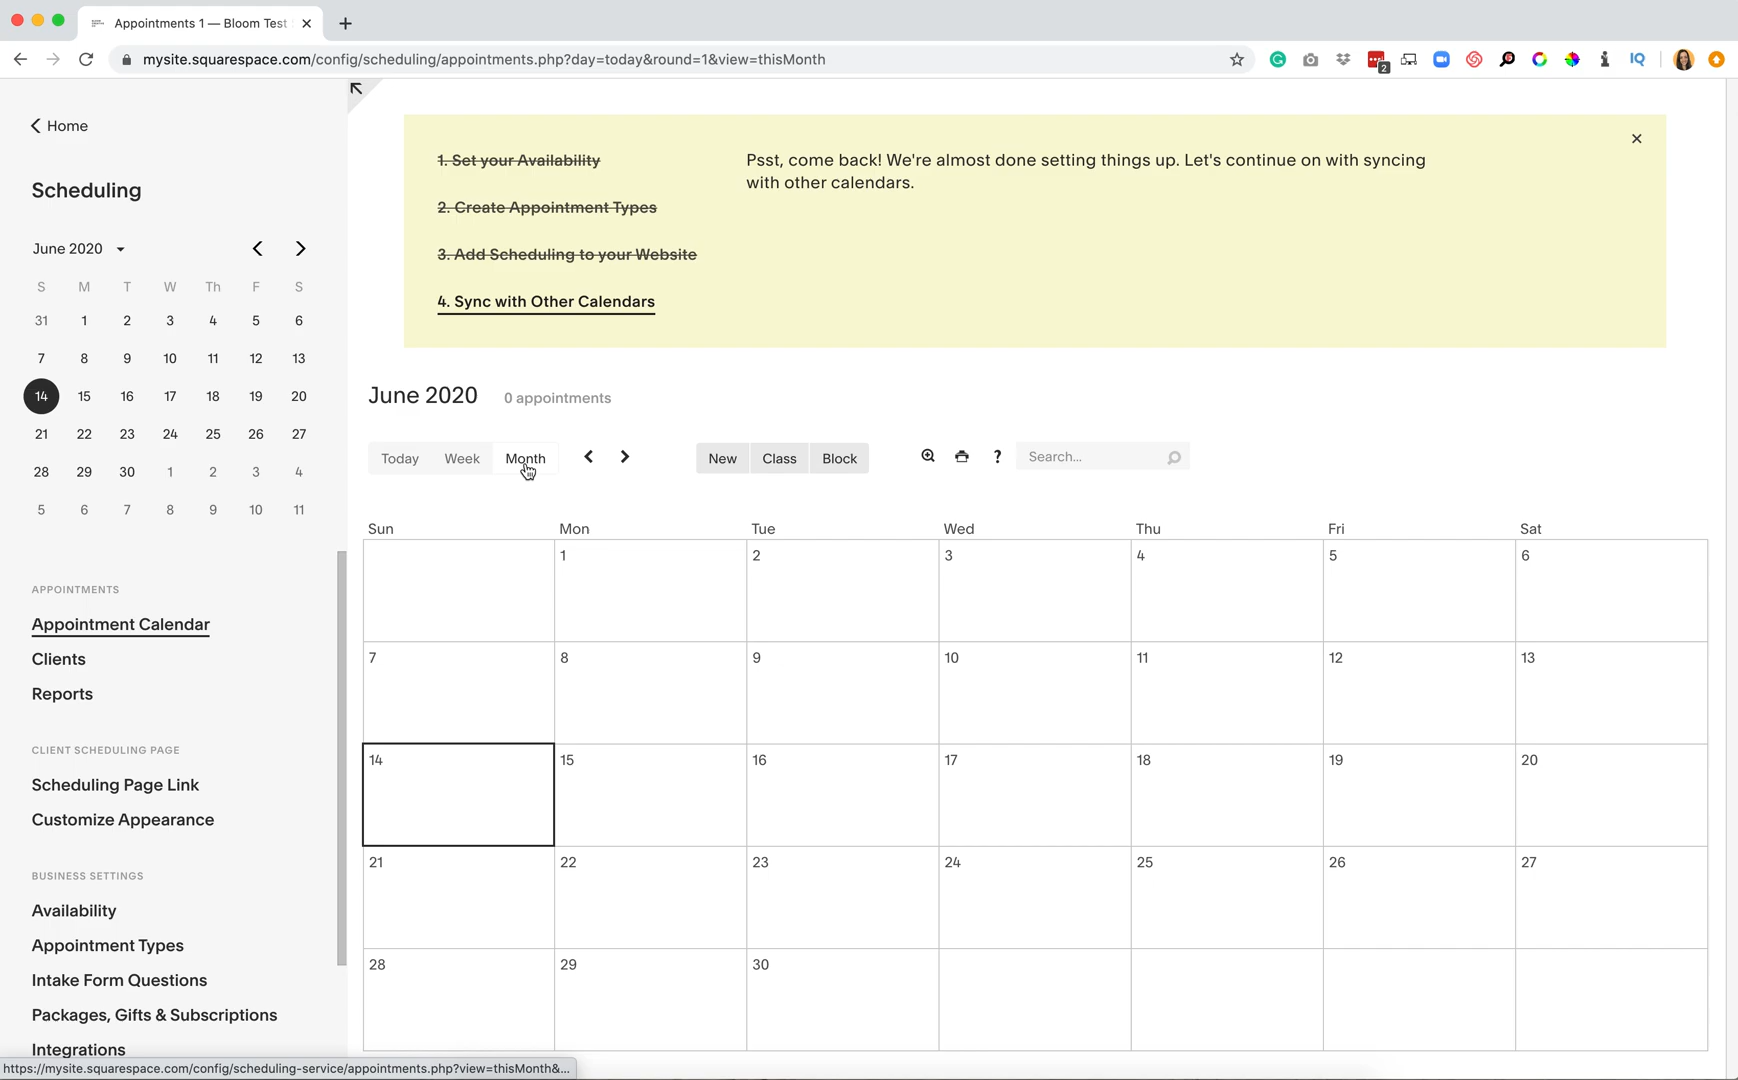 Appointments 1 — Bloom Test
mysite.squarespace.com/config/scheduling/appointments.php?day=today&round=1&view=thisMonth
2
IQ
Home
Scheduling
June 2020
S M T W Th F S
31 1 2 3 4 5 6
7 8 9 10 11 12 13
14 15 16 17 18 19 20
21 22 23 24 25 26 27
28 29 30 1 2 3 4
5 6 7 8 9 10 11
APPOINTMENTS
Appointment Calendar
Clients
Reports
CLIENT SCHEDULING PAGE
Scheduling Page Link
Customize Appearance
BUSINESS SETTINGS
Availability
Appointment Types
Intake Form Questions
Packages, Gifts & Subscriptions
Integrations
https://mysite.squarespace.com/config/scheduling-service/appointments.php?view=thisMonth&...
1. Set your Availability
2. Create Appointment Types
3. Add Scheduling to your Website
4. Sync with Other Calendars
Psst, come back! We're almost done setting things up. Let's continue on with syncing
with other calendars.
June 2020 0 appointments
Today Week Month New Class Block ? Search...
Sun Mon Tue Wed Thu Fri Sat
1 2 3 4 5 6
7 8 9 10 11 12 13
14 15 16 17 18 19 20
21 22 23 24 25 26 27
28 29 30